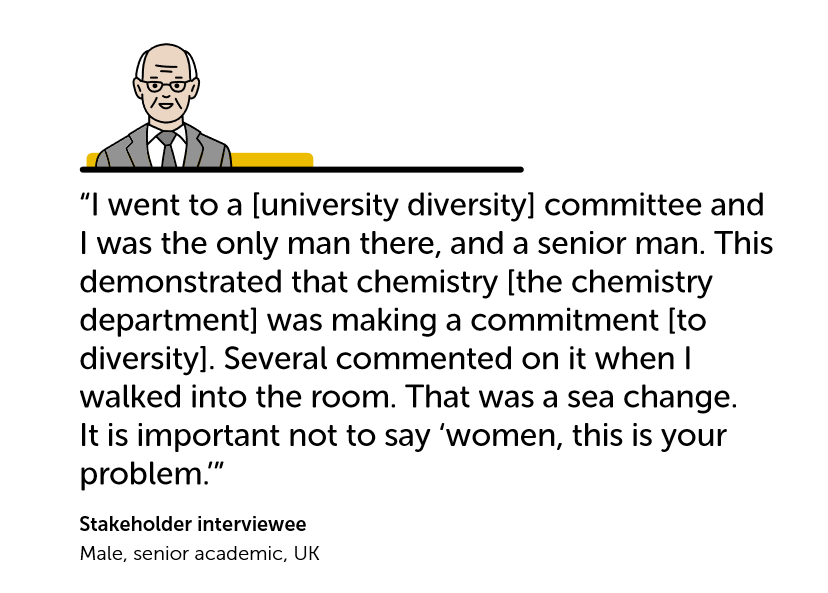 “I went to a [university diversity] committee and
I was the only man there, and a senior man. This
demonstrated that chemistry [the chemistry
department] was making a commitment [to
diversity]. Several commented on it when I
walked into the room. That was a sea change.
It is important not to say ‘women, this is your
problem.’”
Stakeholder interviewee
Male, senior academic, UK